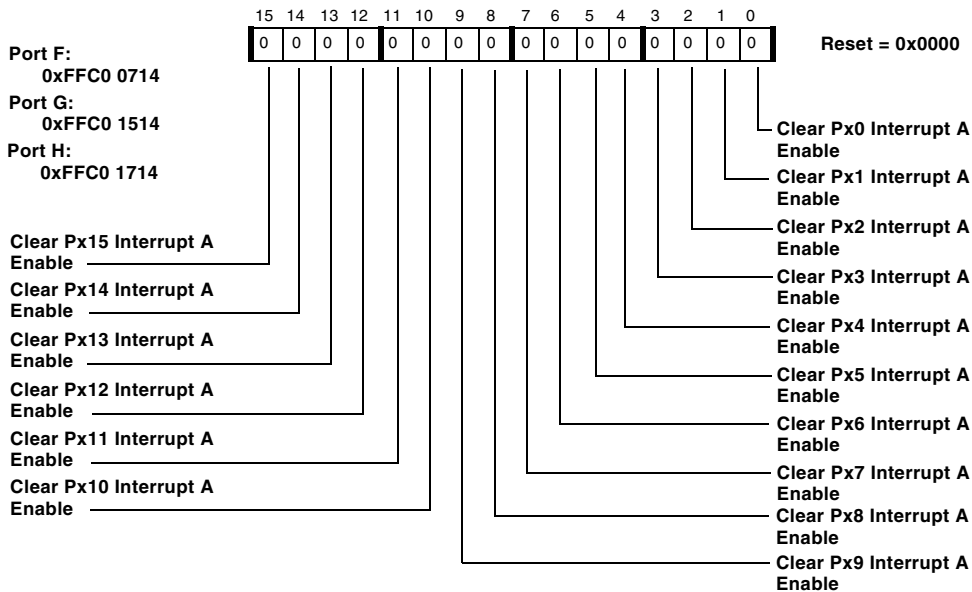 15 14 13 12 11 10 9 8 7 6 5 4 3 2 1 0
0 0 0 0 0 0 0 0 0 0 0 0 0 0 0 0
Reset = 0x0000
Port F:
0xFFC0 0714
Port G:
0xFFC0 1514
Port H:
0xFFC0 1714
Clear Px15 Interrupt A
Enable
Clear Px14 Interrupt A
Enable
Clear Px13 Interrupt A
Enable
Clear Px12 Interrupt A
Enable
Clear Px11 Interrupt A
Enable
Clear Px10 Interrupt A
Enable
Clear Px0 Interrupt A
Enable
Clear Px1 Interrupt A
Enable
Clear Px2 Interrupt A
Enable
Clear Px3 Interrupt A
Enable
Clear Px4 Interrupt A
Enable
Clear Px5 Interrupt A
Enable
Clear Px6 Interrupt A
Enable
Clear Px7 Interrupt A
Enable
Clear Px8 Interrupt A
Enable
Clear Px9 Interrupt A
Enable